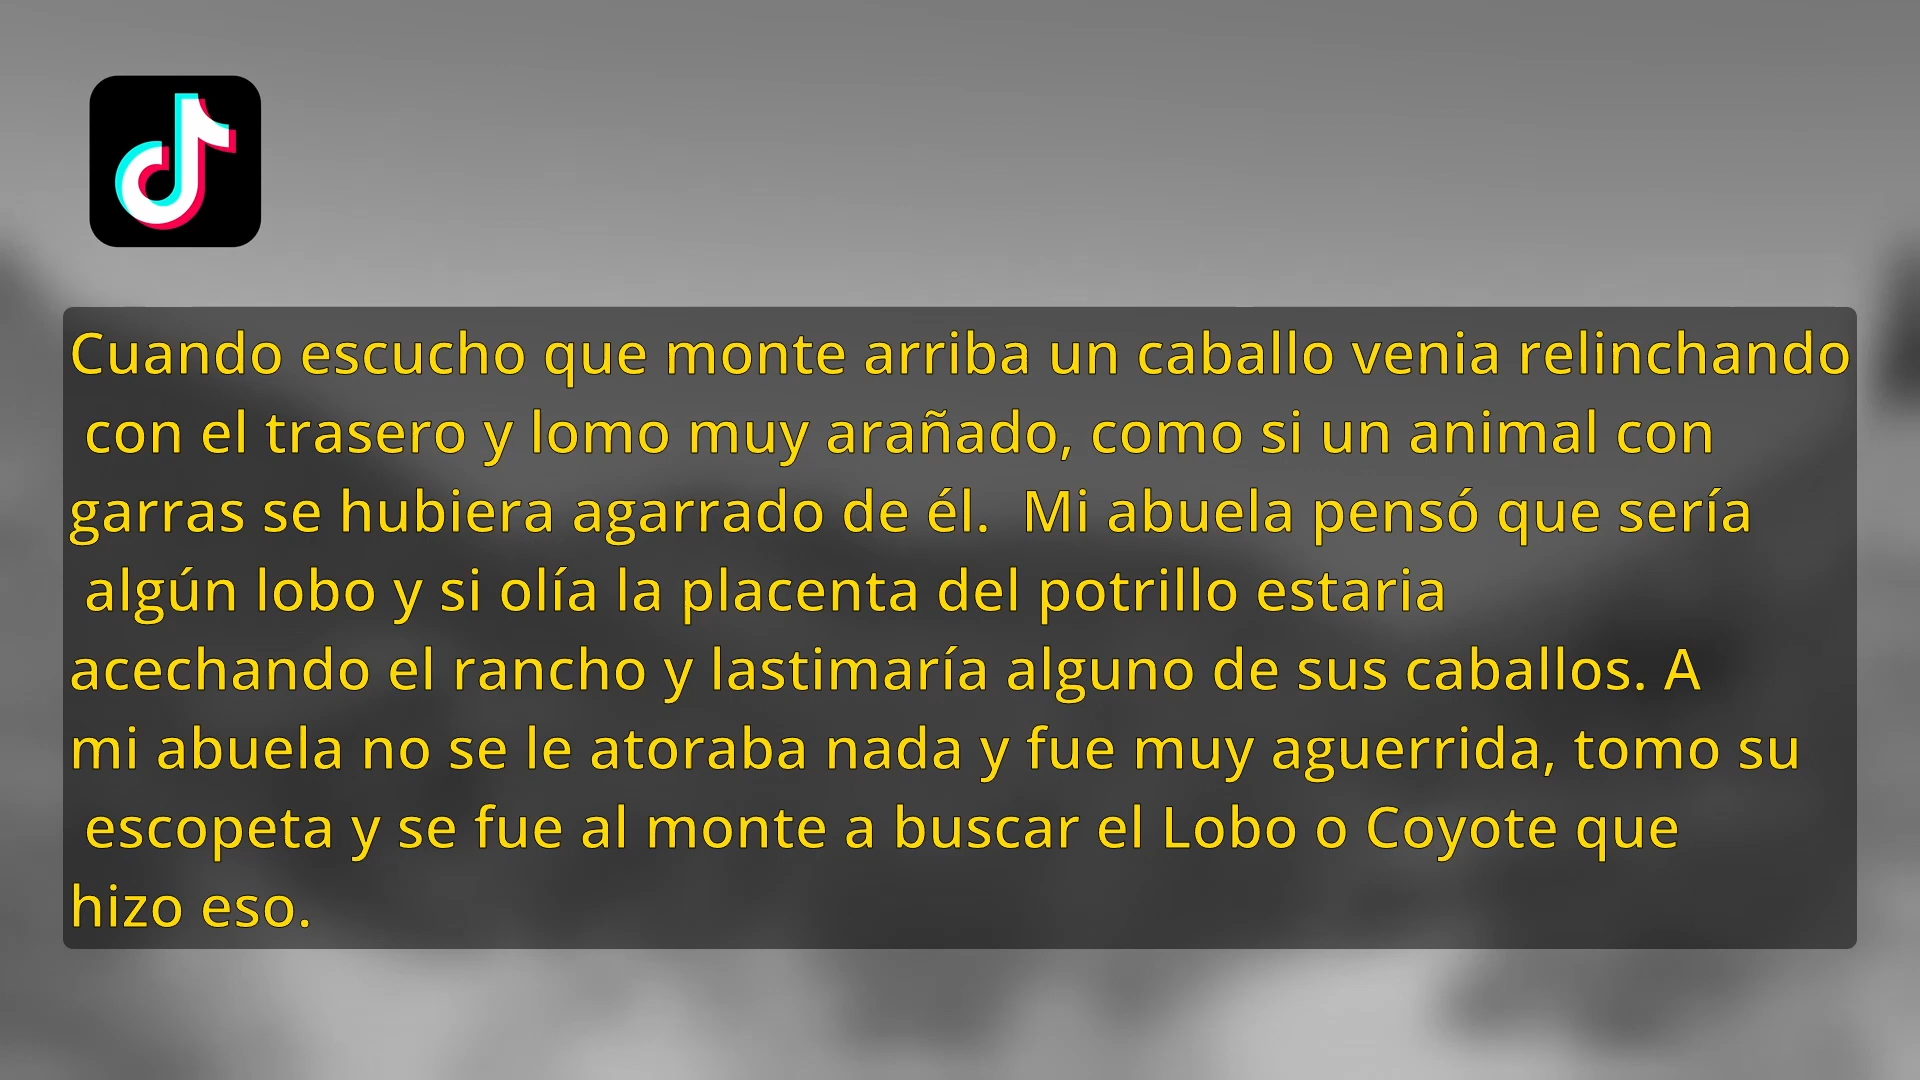 Cuando escucho que monte arriba un caballo venia relinchando
con el trasero y lomo muy arañado, como si un animal con
garras se hubiera agarrado de él.  Mi abuela pensó que sería
algún lobo y si olía la placenta del potrillo estaria
acechando el rancho y lastimaría alguno de sus caballos. A
mi abuela no se le atoraba nada y fue muy aguerrida, tomo su
escopeta y se fue al monte a buscar el Lobo o Coyote que
hizo eso.